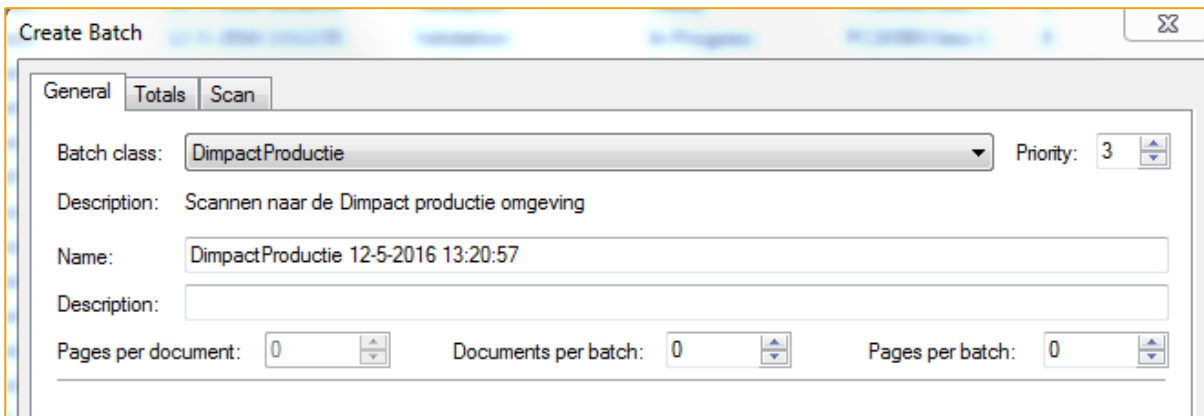 Create Batch
General Totals Scan
Batch class: DimpactProductie Priority: 3
Description: Scannen naar de Dimpact productie omgeving
Name: DimpactProductie 12-5-2016 13:20:57
Description:
Pages per document: 0 Documents per batch: 0 Pages per batch: 0